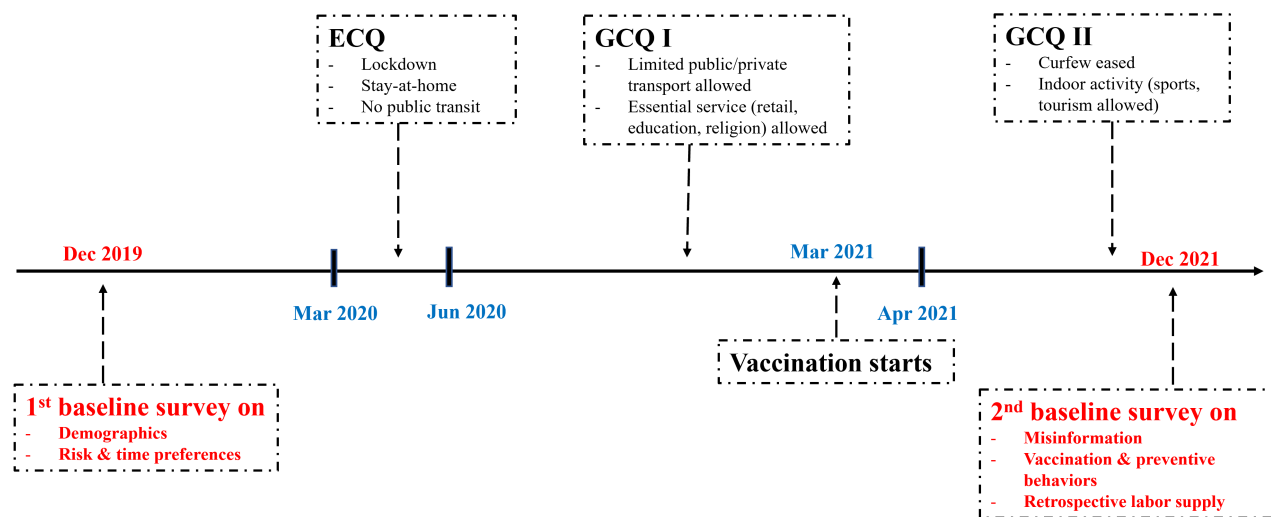 ECQ
- Lockdown
- Stay-at-home
- No public transit
GCQ I
- Limited public/private
transport allowed
- Essential service (retail,
education, religion) allowed
GCQ II
- Curfew eased
- Indoor activity (sports,
tourism allowed)
Dec 2019
Mar 2021
Dec 2021
Mar 2020
Jun 2020
Apr 2021
Vaccination starts
1st baseline survey on
- Demographics
- Risk & time preferences
2nd baseline survey on
- Misinformation
- Vaccination & preventive
behaviors
- Retrospective labor supply